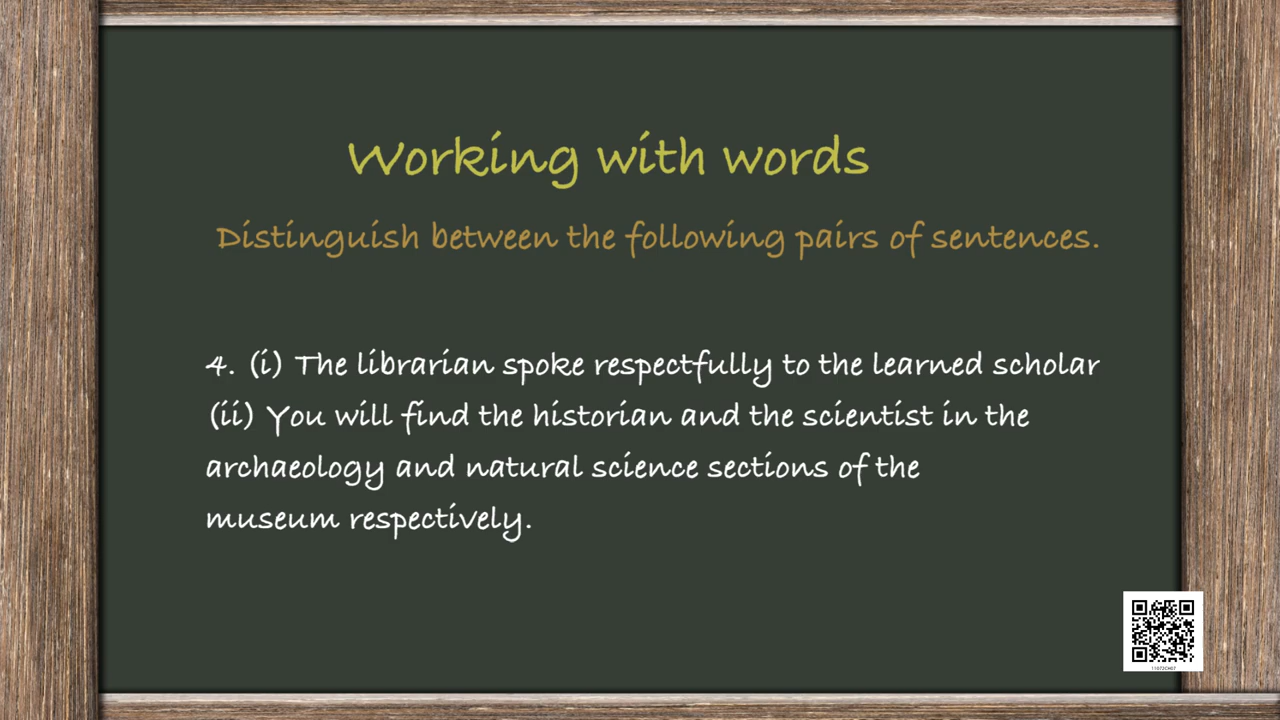 Working with words
Distinguish between the following pairs of sentences.
4. (i) The librarian spoke respectfully to the learned scholar
(ii) You will find the historian and the scientist in the
archaeology and natural science sections of the
museum respectively.
11072CH07